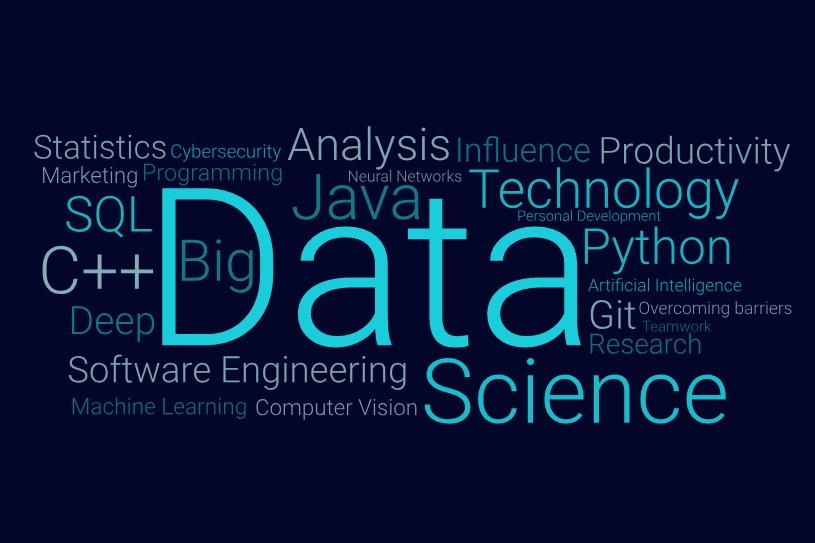 Statistics
Cybersecurity
Analysis
Influence
Productivity
Marketing
Programming
Neural Networks
Technology
Java
Personal Development
SQL
Data
Big
Python
C++
Artificial Intelligence
Deep
Git
Overcoming barriers
Teamwork
Research
Software Engineering
Science
Machine Learning
Computer Vision